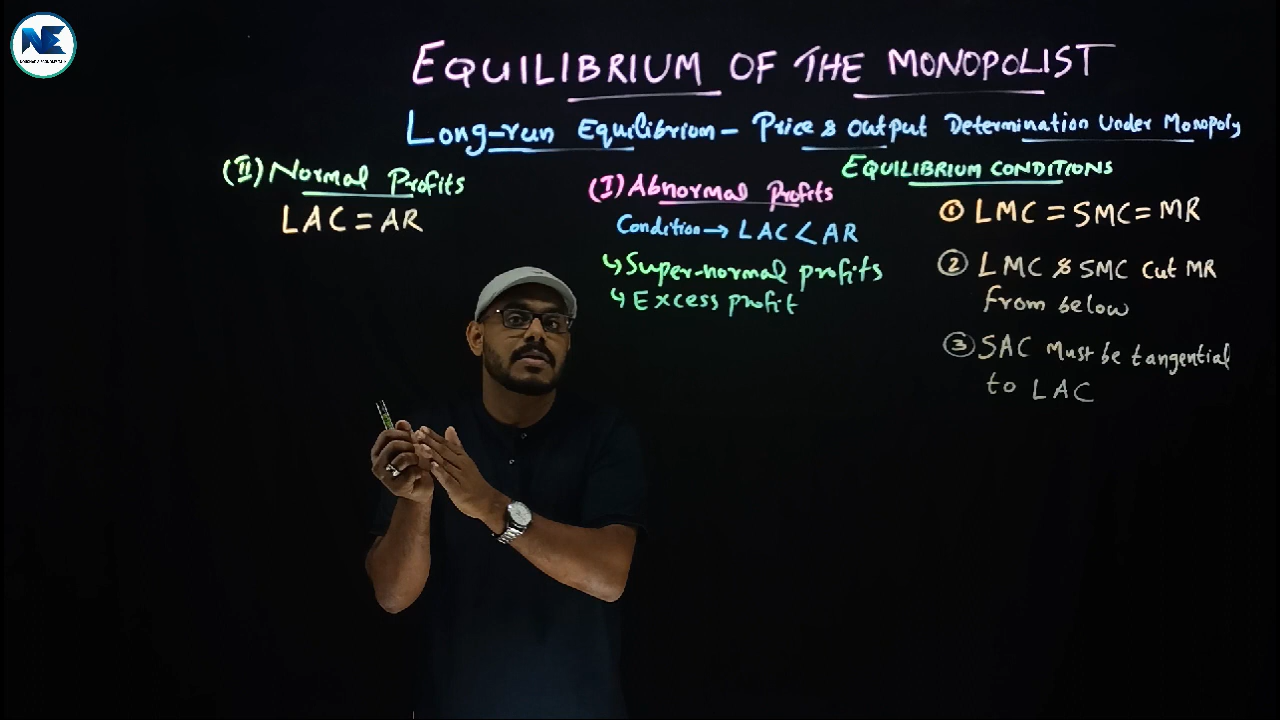 NE
EQUILIBRIUM OF THE MONOPOLIST
Long-run Equilibrium - Price & Output Determination Under Monopoly
(II) Normal Profits
LAC = AR
(I) Abnormal Profits
Condition → LAC < AR
↳ Super-normal profits
↳ Excess profit
EQUILIBRIUM CONDITIONS
① LMC = SMC = MR
② LMC & SMC Cut MR
from below
③ SAC Must be tangential
to LAC